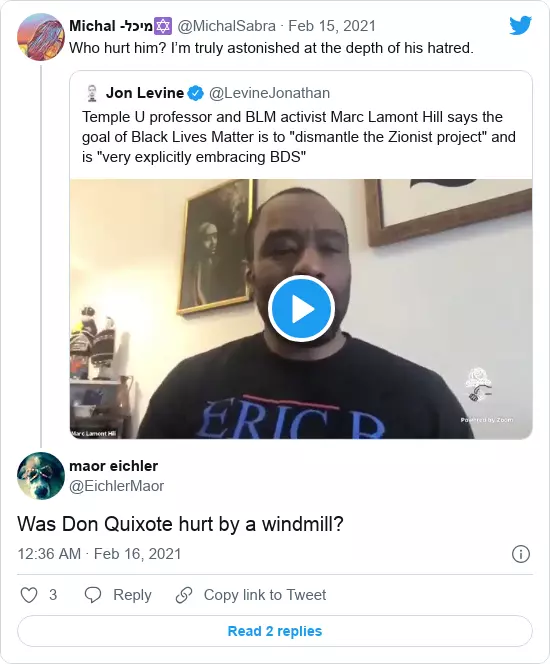 Michal -מיכל✡ @MichalSabra · Feb 15, 2021
Who hurt him? I’m truly astonished at the depth of his hatred.
Jon Levine @LevineJonathan
Temple U professor and BLM activist Marc Lamont Hill says the
goal of Black Lives Matter is to "dismantle the Zionist project" and
is "very explicitly embracing BDS"
ERIC B
Powered by Zoom
Marc Lamont Hill
maor eichler
@EichlerMaor
Was Don Quixote hurt by a windmill?
12:36 AM · Feb 16, 2021
3 Reply Copy link to Tweet
Read 2 replies